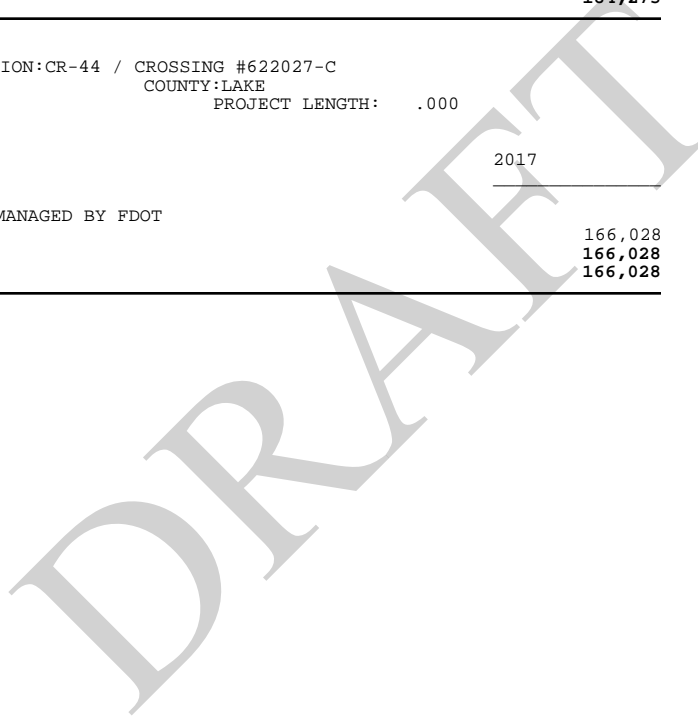 ION:CR-44 / CROSSING #622027-C
COUNTY:LAKE
PROJECT LENGTH: .000
2017
MANAGED BY FDOT
166,028
166,028
166,028
DRAFT